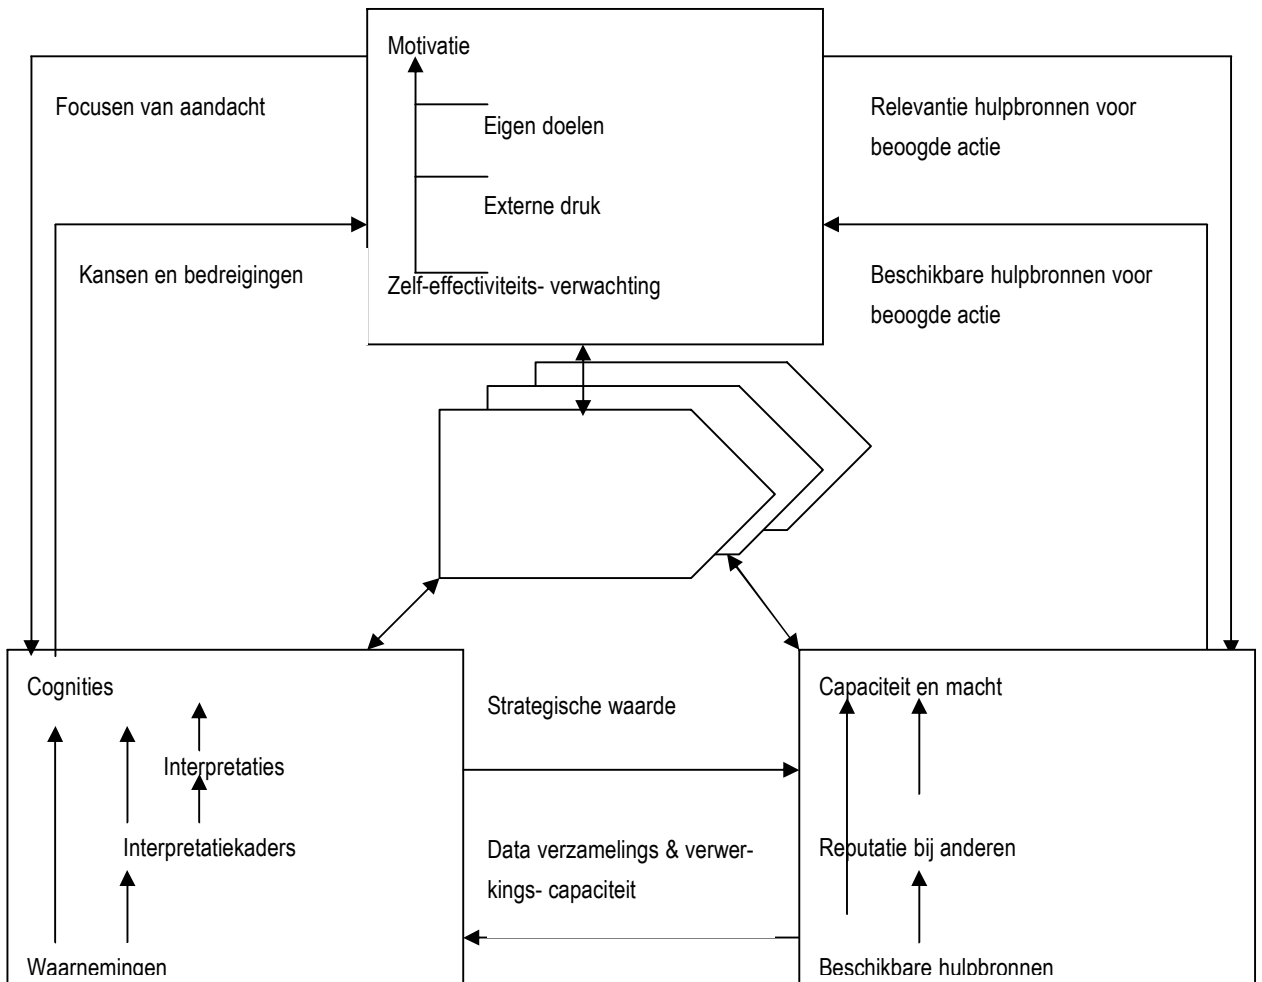 Motivatie
Focusen van aandacht
Eigen doelen
Relevantie hulpbronnen voor
beoogde actie
Externe druk
Kansen en bedreigingen
Zelf-effectiviteits- verwachting
Beschikbare hulpbronnen voor
beoogde actie
Cognities
Interpretaties
Interpretatiekaders
Waarnemingen
Strategische waarde
Data verzamelings & verwer-
kings- capaciteit
Capaciteit en macht
Reputatie bij anderen
Beschikbare hulpbronnen